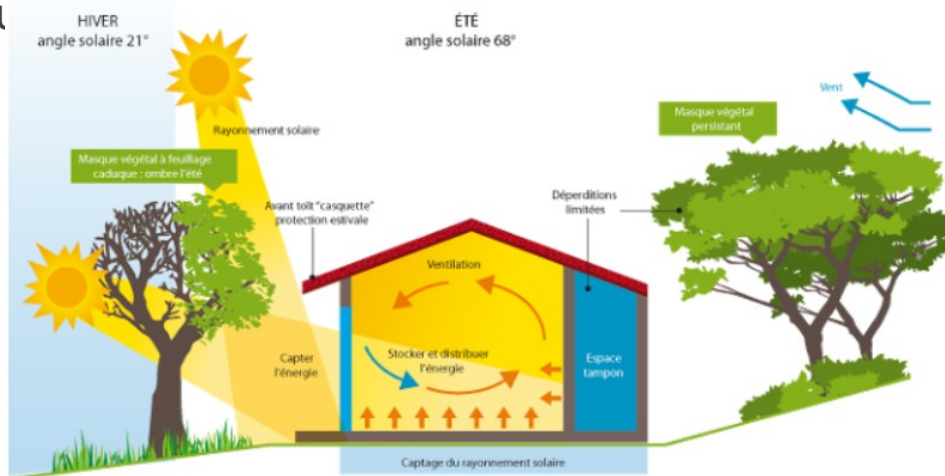 HIVER
angle solaire 21°
ÉTÉ
angle solaire 68°
Rayonnement solaire
Masque végétal à feuillage
caduque : ombre l'été
Avant toît "casquette"
protection estivale
Déperditions
limitées
Masque végétal
persistant
Vent
Ventilation
Capter
l'énergie
Stocker et distribuer
l'énergie
Espace
tampon
Captage du rayonnement solaire